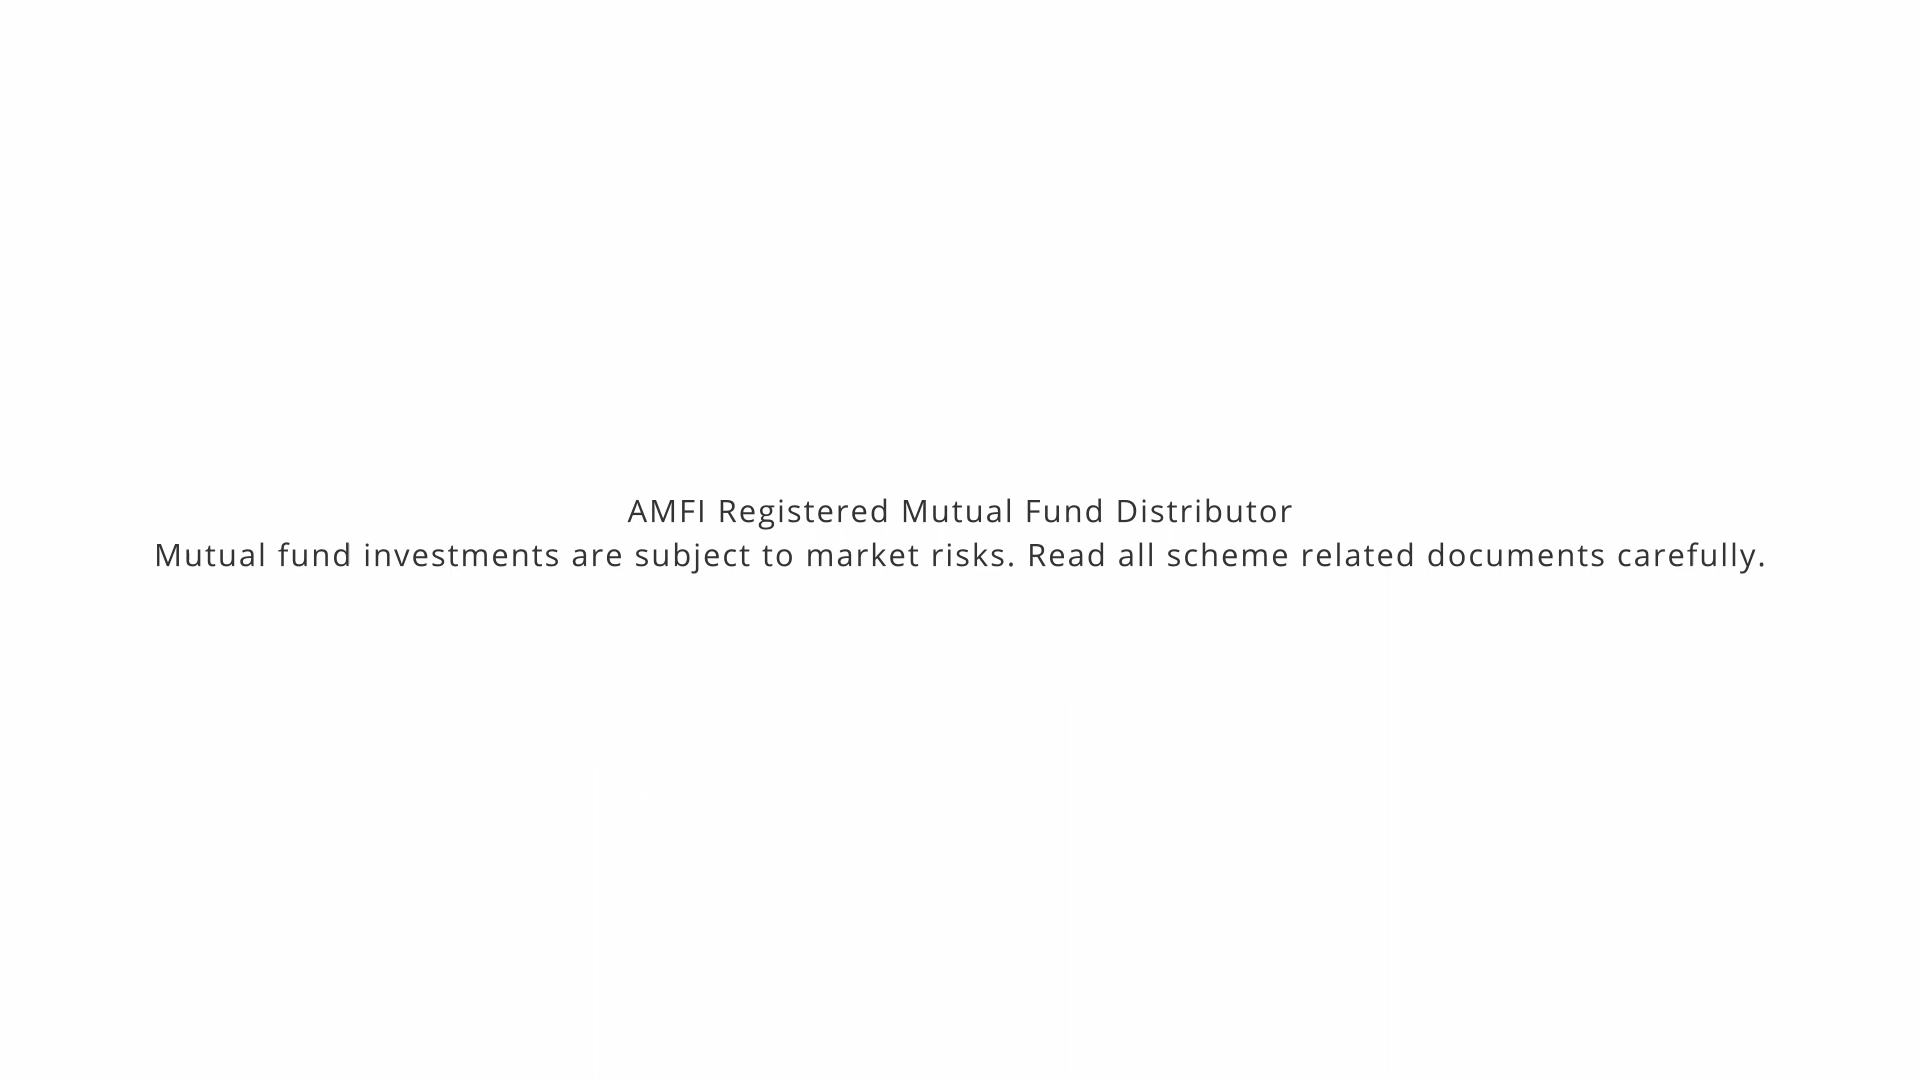 AMFI Registered Mutual Fund Distributor
Mutual fund investments are subject to market risks. Read all scheme related documents carefully.